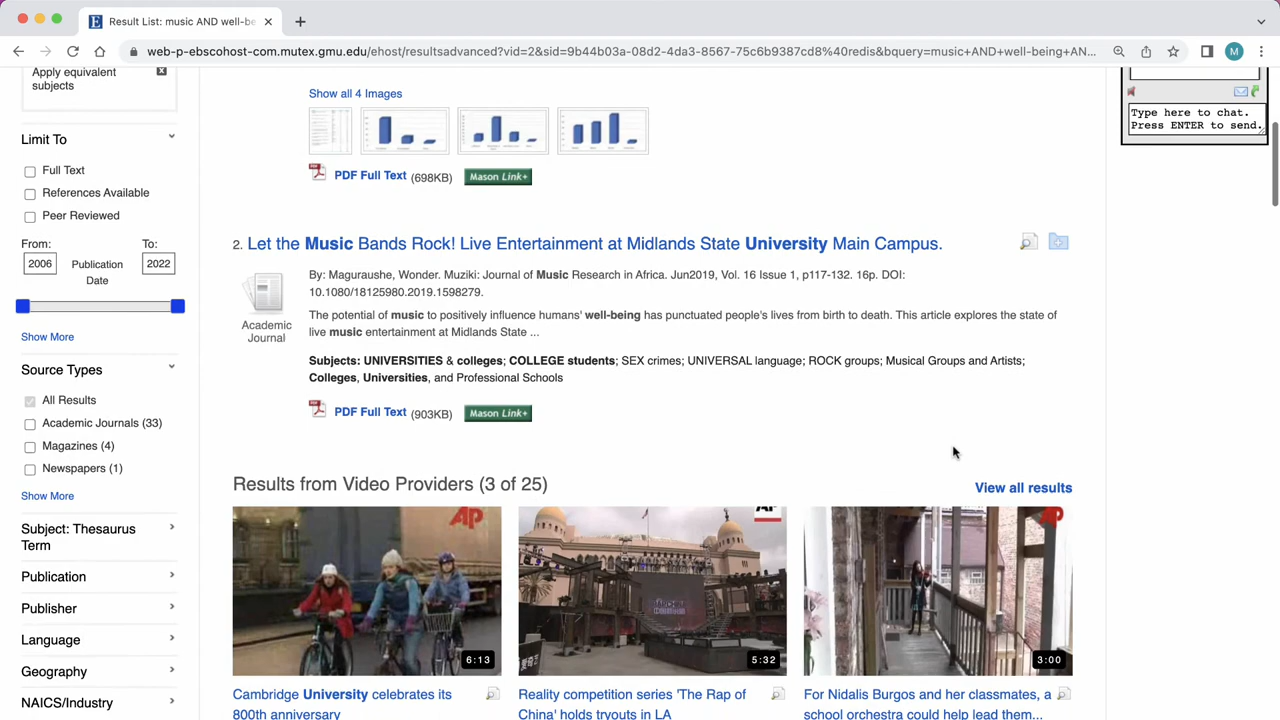 Result List: music AND well-be
web-p-ebscohost-com.mutex.gmu.edu/ehost/resultsadvanced?vid=2&sid=9b44b03a-08d2-4da3-8567-75c6b9387cd8%40redis&bquery=music+AND+well-being+AN...
M
Apply equivalent
subjects
Limit To
Full Text
References Available
Peer Reviewed
From:
To:
2006
Publication
Date
2022
Show More
Source Types
All Results
Academic Journals (33)
Magazines (4)
Newspapers (1)
Show More
Subject: Thesaurus
Term
Publication
Publisher
Language
Geography
NAICS/Industry
Show all 4 Images
PDF Full Text (698KB) Mason Link+
2. Let the Music Bands Rock! Live Entertainment at Midlands State University Main Campus.
Academic
Journal
By: Maguraushe, Wonder. Muziki: Journal of Music Research in Africa. Jun2019, Vol. 16 Issue 1, p117-132. 16p. DOI:
10.1080/18125980.2019.1598279.
The potential of music to positively influence humans' well-being has punctuated people's lives from birth to death. This article explores the state of
live music entertainment at Midlands State ...
Subjects: UNIVERSITIES & colleges; COLLEGE students; SEX crimes; UNIVERSAL language; ROCK groups; Musical Groups and Artists;
Colleges, Universities, and Professional Schools
PDF Full Text (903KB) Mason Link+
Results from Video Providers (3 of 25)
View all results
AP
6:13
AP
5:32
AP
3:00
Cambridge University celebrates its
800th anniversary
Reality competition series 'The Rap of
China' holds tryouts in LA
For Nidalis Burgos and her classmates, a
school orchestra could help lead them...
Type here to chat.
Press ENTER to send.